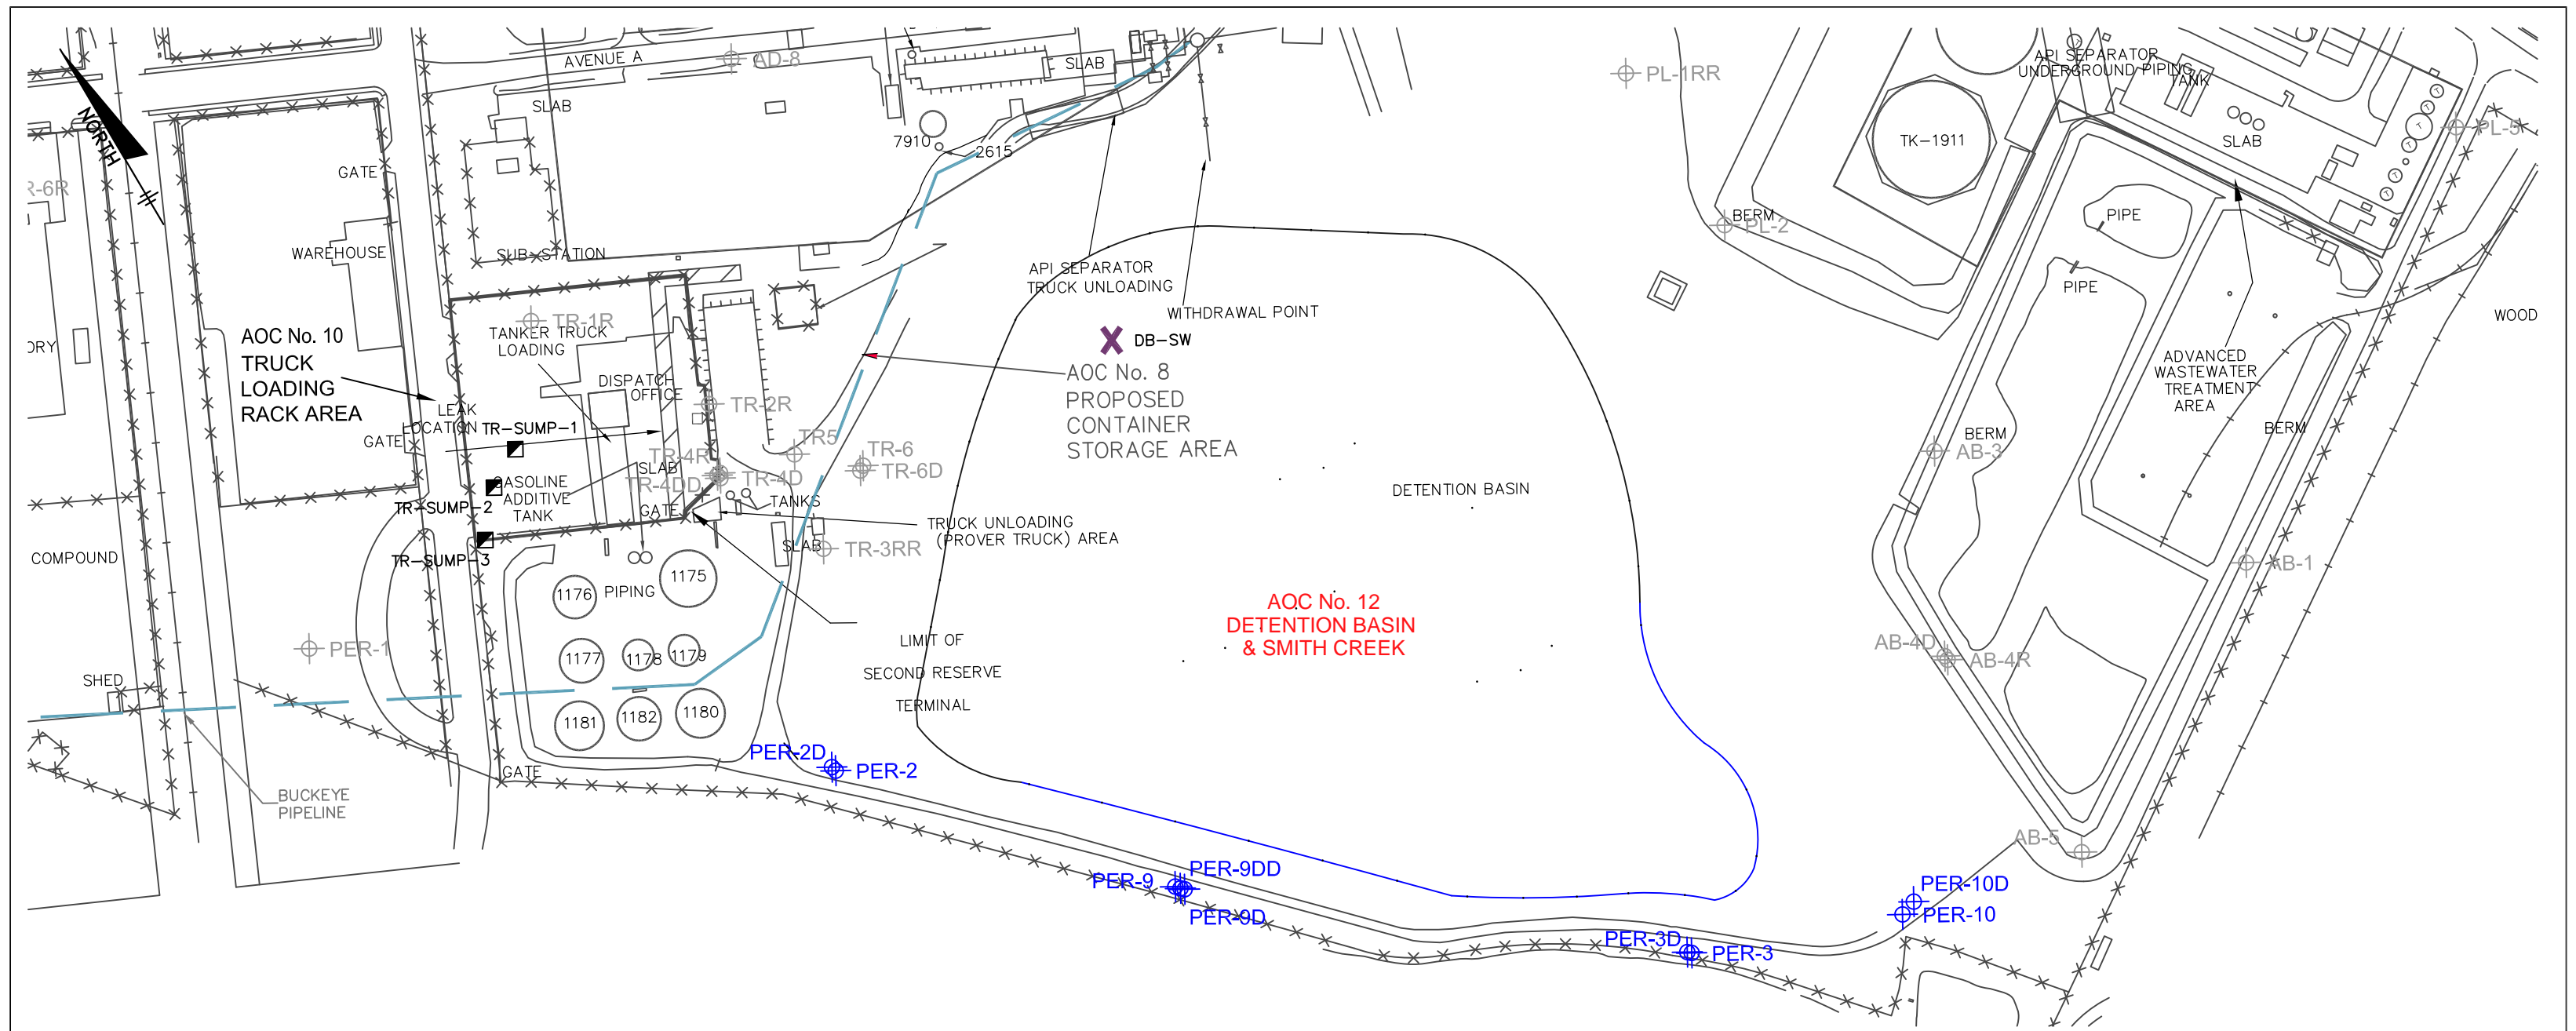 AVENUE A
AD-8
SLAB
PL-1RR
API SEPARATOR
UNDERGROUND PIPING
TANK
NORTH
SLAB
7910
2615
TK-1911
SLAB
PL-5
GATE
R-6R
BERM
PL-2
PIPE
WAREHOUSE
SUB-STATION
API SEPARATOR
TRUCK UNLOADING
WITHDRAWAL POINT
PIPE
WOOD
AOC No. 10
TRUCK
LOADING
RACK AREA
TR-1R
TANKER TRUCK
LOADING
DB-SW
ORY
DISPATCH
OFFICE
AOC No. 8
PROPOSED
CONTAINER
STORAGE AREA
ADVANCED
WASTEWATER
TREATMENT
AREA
LEAK
LOCATION
TR-SUMP-1
GATE
TR-2R
TR5
TR-6
TR-6D
BERM
BERM
AB-3
TR-4R
SLAB
TR-4D
TR-4DD
GASOLINE
ADDITIVE
TANK
TR-SUMP-2
GATE
TANKS
DETENTION BASIN
TRUCK UNLOADING
(PROVER TRUCK) AREA
TR-SUMP-3
SLAB
TR-3RR
COMPOUND
AB-1
1175
1176
PIPING
AOC No. 12
DETENTION BASIN
& SMITH CREEK
PER-1
LIMIT OF
SECOND RESERVE
TERMINAL
1177
1178
1179
AB-4D
AB-4R
SHED
1181
1182
1180
PER-2D
PER-2
GATE
BUCKEYE
PIPELINE
AB-5
PER-9
PER-9DD
PER-9D
PER-10D
PER-10
PER-3D
PER-3